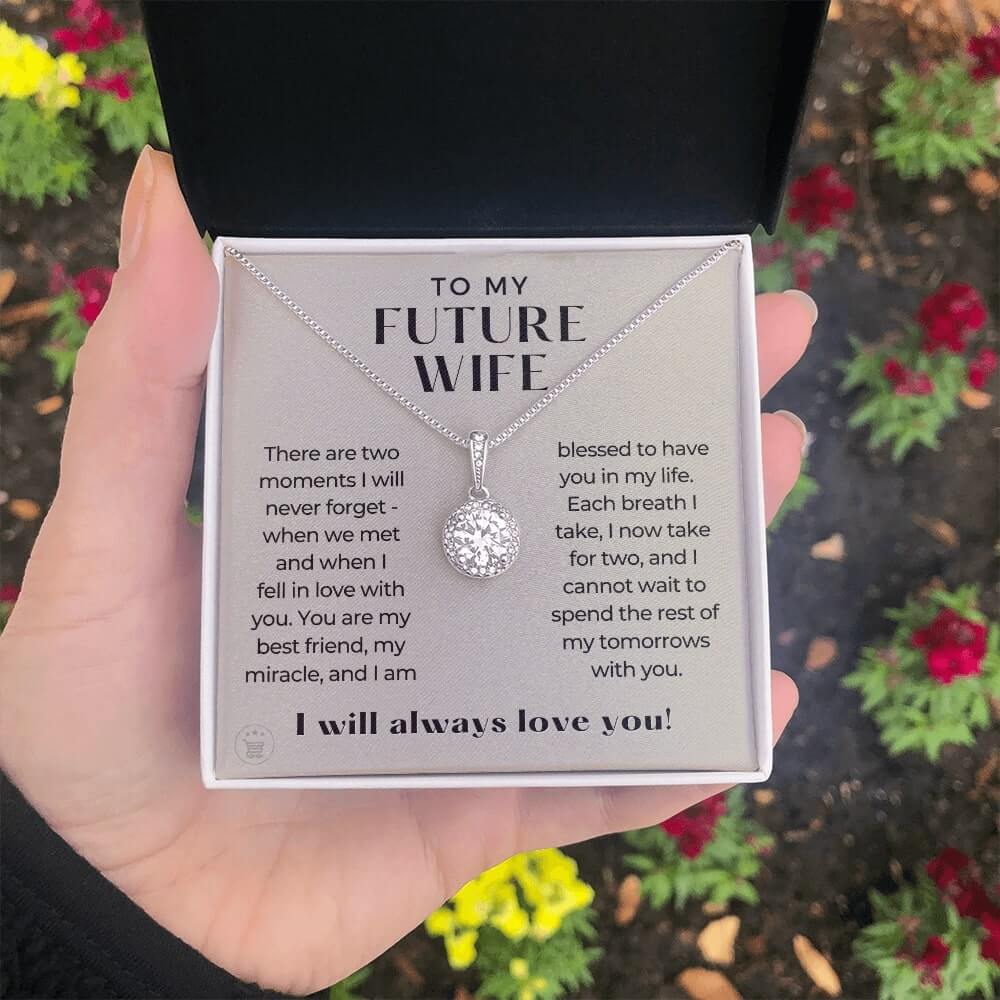 TO MY
FUTURE
WIFE
There are two
moments I will
never forget -
when we met
and when I
fell in love with
you. You are my
best friend, my
miracle, and I am
blessed to have
you in my life.
Each breath I
take, I now take
for two, and I
cannot wait to
spend the rest of
my tomorrows
with you.
I will always love you!